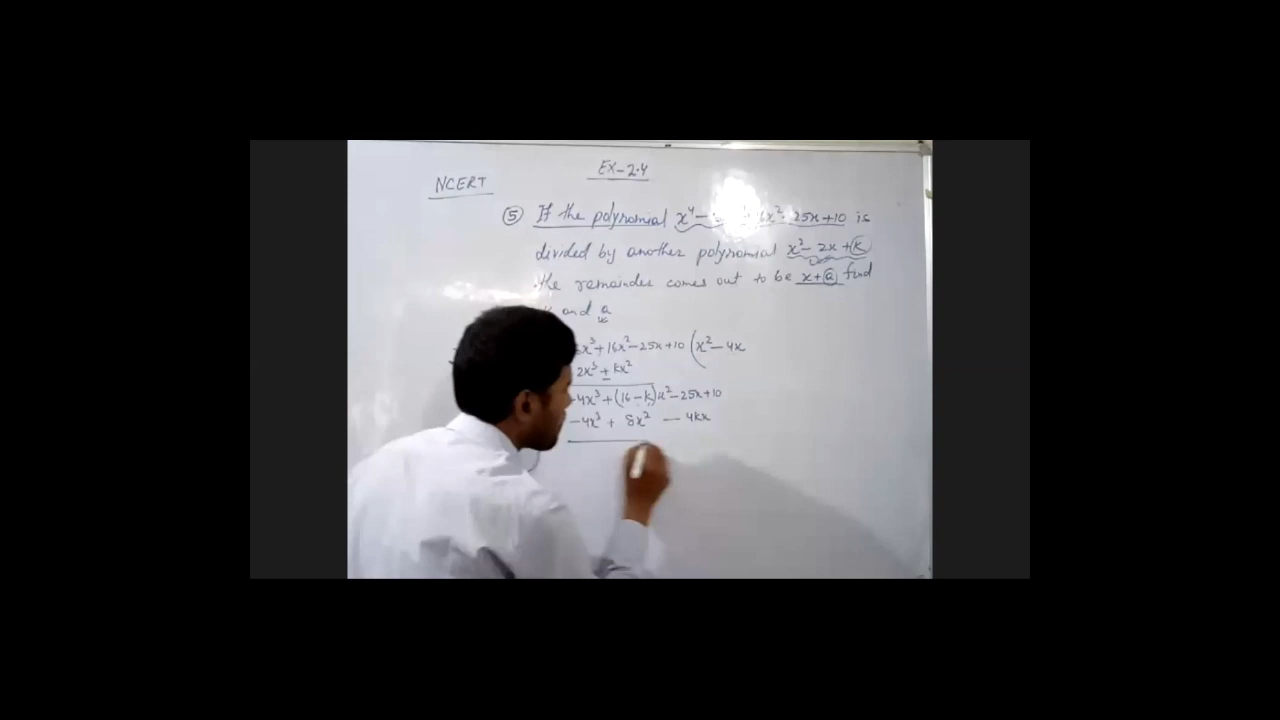 EX-2.4
NCERT
⑤ If the polynomial x⁴ - 6x² - 25x + 10 is
divided by another polynomial x² - 2x + k
the remainder comes out to be x + a find
and a
x³ + 16x² - 25x + 10 ( x² - 4x
2x³ + kx²
-4x³ + (16 - k)x² - 25x + 10
-4x³ + 8x² - 4kx